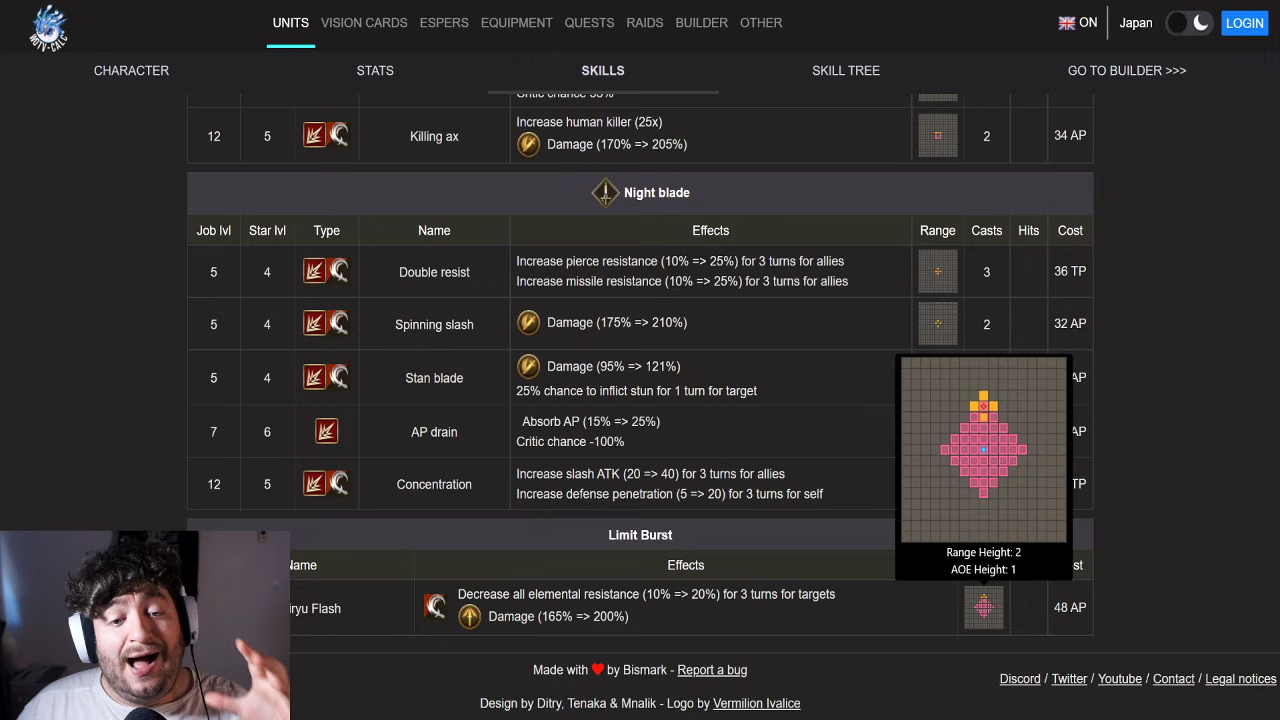 WOTV-CALC
UNITS VISION CARDS ESPERS EQUIPMENT QUESTS RAIDS BUILDER OTHER
ON Japan LOGIN
CHARACTER STATS SKILLS SKILL TREE GO TO BUILDER >>>
12 5 Killing ax Increase human killer (25x) 2 34 AP
Damage (170% => 205%)
Night blade
Job lvl Star lvl Type Name Effects Range Casts Hits Cost
5 4 Double resist Increase pierce resistance (10% => 25%) for 3 turns for allies 3 36 TP
Increase missile resistance (10% => 25%) for 3 turns for allies
5 4 Spinning slash Damage (175% => 210%) 2 32 AP
5 4 Stan blade Damage (95% => 121%) AP
25% chance to inflict stun for 1 turn for target
7 6 AP drain Absorb AP (15% => 25%) AP
Critic chance -100%
12 5 Concentration Increase slash ATK (20 => 40) for 3 turns for allies TP
Increase defense penetration (5 => 20) for 3 turns for self
Range Height: 2
AOE Height: 1
Limit Burst
Name Effects
Flash Decrease all elemental resistance (10% => 20%) for 3 turns for targets 48 AP
Damage (165% => 200%)
Made with ❤ by Bismark - Report a bug
Discord / Twitter / Youtube / Contact / Legal notices
Design by Ditry, Tenaka & Mnalik - Logo by Vermilion Ivalice